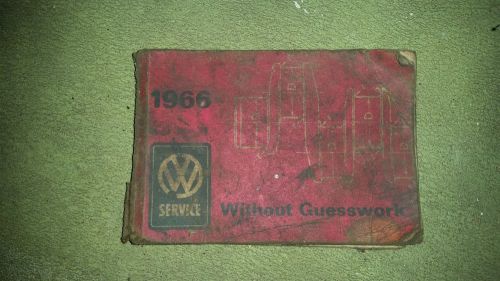 1966
VW
SERVICE
Without Guesswork